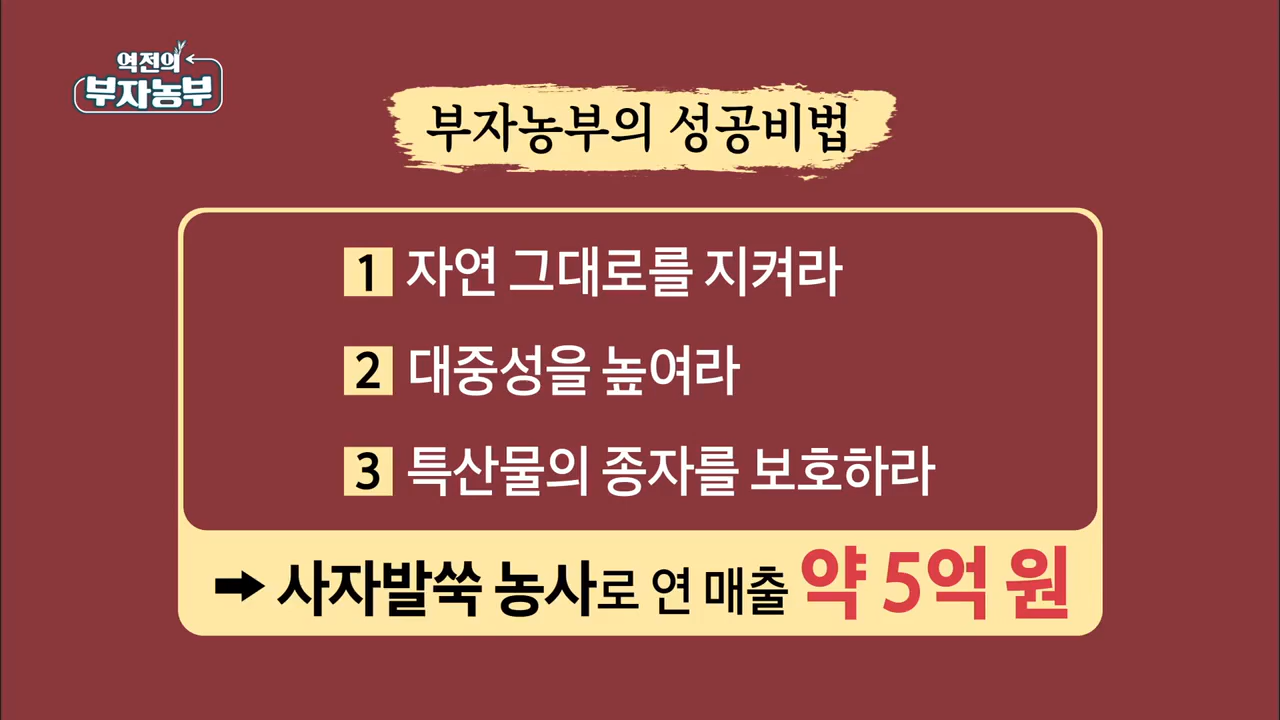 역전의
부자농부
부자농부의 성공비법
1 자연 그대로를 지켜라
2 대중성을 높여라
3 특산물의 종자를 보호하라
➡ 사자발쑥 농사로 연 매출 약 5억 원